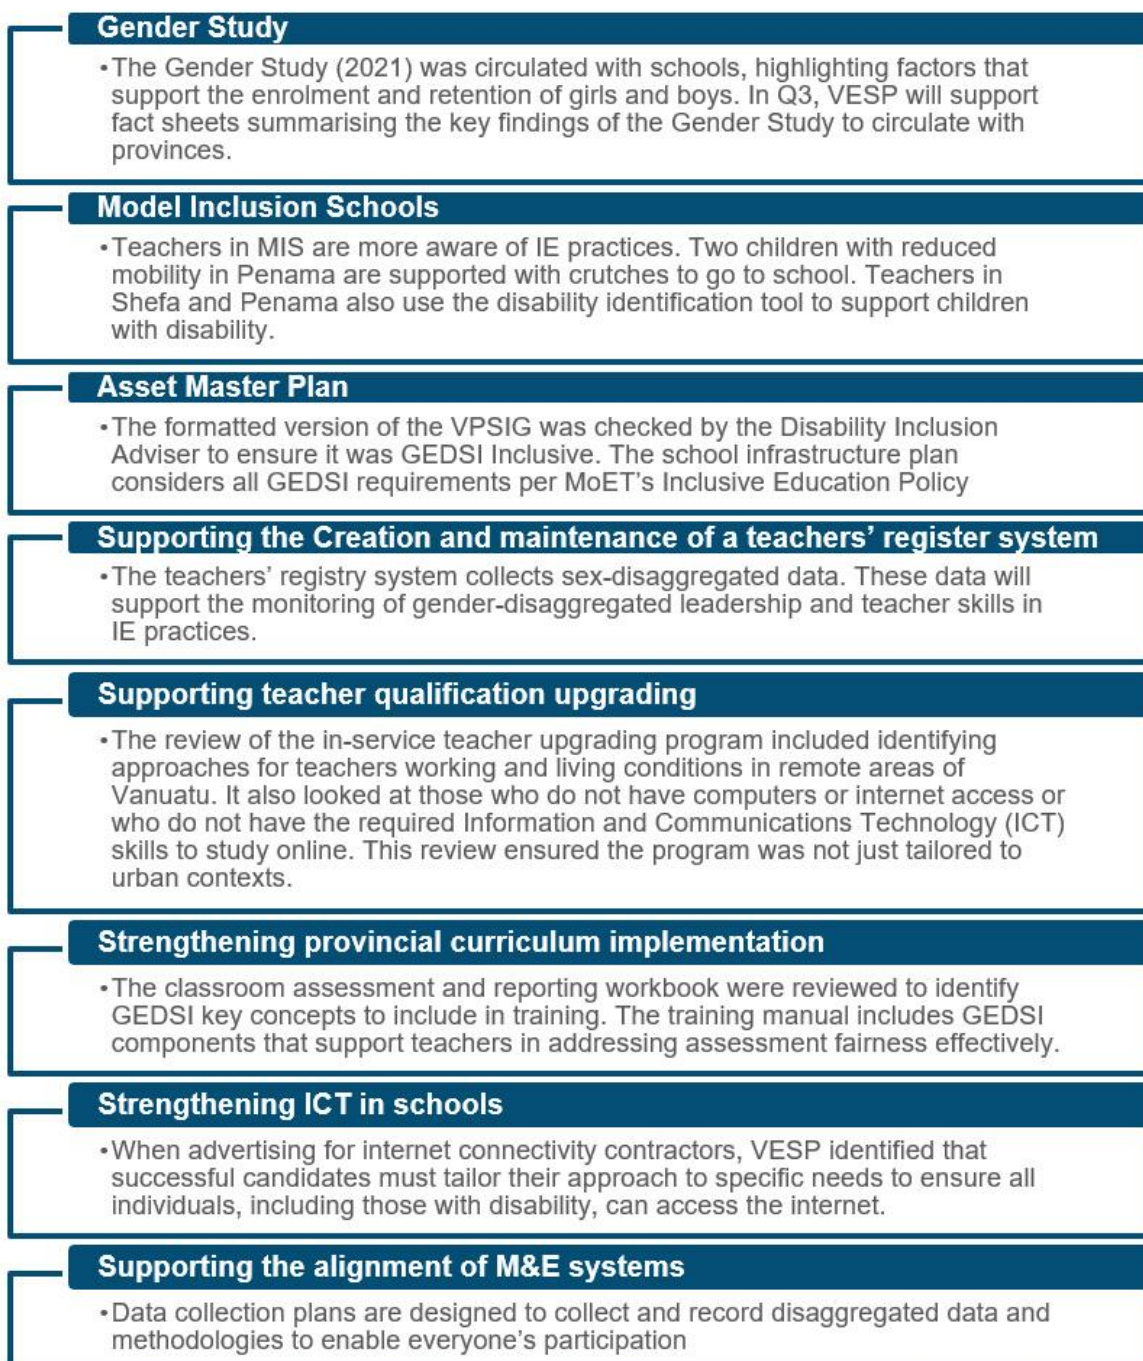 Gender Study
•The Gender Study (2021) was circulated with schools, highlighting factors that
support the enrolment and retention of girls and boys. In Q3, VESP will support
fact sheets summarising the key findings of the Gender Study to circulate with
provinces.
Model Inclusion Schools
•Teachers in MIS are more aware of IE practices. Two children with reduced
mobility in Penama are supported with crutches to go to school. Teachers in
Shefa and Penama also use the disability identification tool to support children
with disability.
Asset Master Plan
•The formatted version of the VPSIG was checked by the Disability Inclusion
Adviser to ensure it was GEDSI Inclusive. The school infrastructure plan
considers all GEDSI requirements per MoET’s Inclusive Education Policy
Supporting the Creation and maintenance of a teachers’ register system
•The teachers’ registry system collects sex-disaggregated data. These data will
support the monitoring of gender-disaggregated leadership and teacher skills in
IE practices.
Supporting teacher qualification upgrading
•The review of the in-service teacher upgrading program included identifying
approaches for teachers working and living conditions in remote areas of
Vanuatu. It also looked at those who do not have computers or internet access or
who do not have the required Information and Communications Technology (ICT)
skills to study online. This review ensured the program was not just tailored to
urban contexts.
Strengthening provincial curriculum implementation
•The classroom assessment and reporting workbook were reviewed to identify
GEDSI key concepts to include in training. The training manual includes GEDSI
components that support teachers in addressing assessment fairness effectively.
Strengthening ICT in schools
•When advertising for internet connectivity contractors, VESP identified that
successful candidates must tailor their approach to specific needs to ensure all
individuals, including those with disability, can access the internet.
Supporting the alignment of M&E systems
•Data collection plans are designed to collect and record disaggregated data and
methodologies to enable everyone’s participation